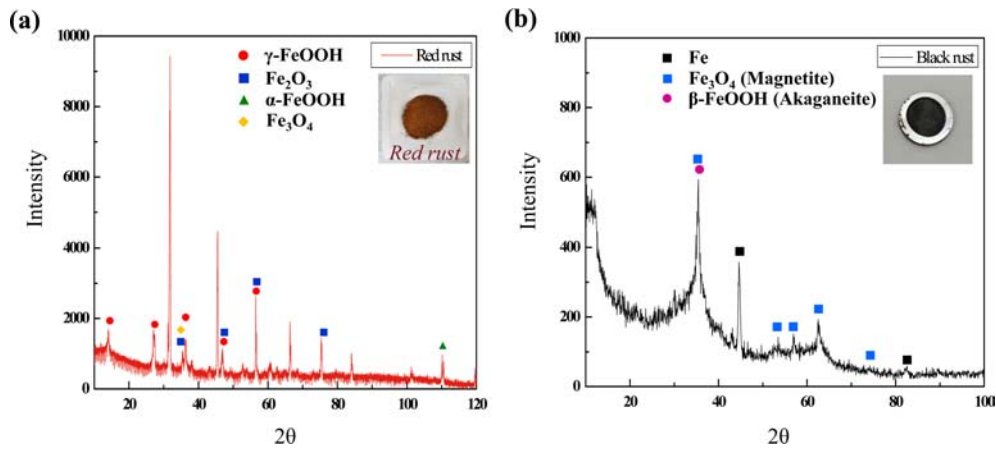 (a)
10000
8000
6000
4000
2000
0
Intensity
20
40
60
80
100
120
2θ
γ-FeOOH
Fe₂O₃
α-FeOOH
Fe₃O₄
Red rust
Red rust
(b)
1000
800
600
400
200
0
Intensity
20
40
60
80
100
2θ
Fe
Fe₃O₄ (Magnetite)
β-FeOOH (Akaganeite)
Black rust